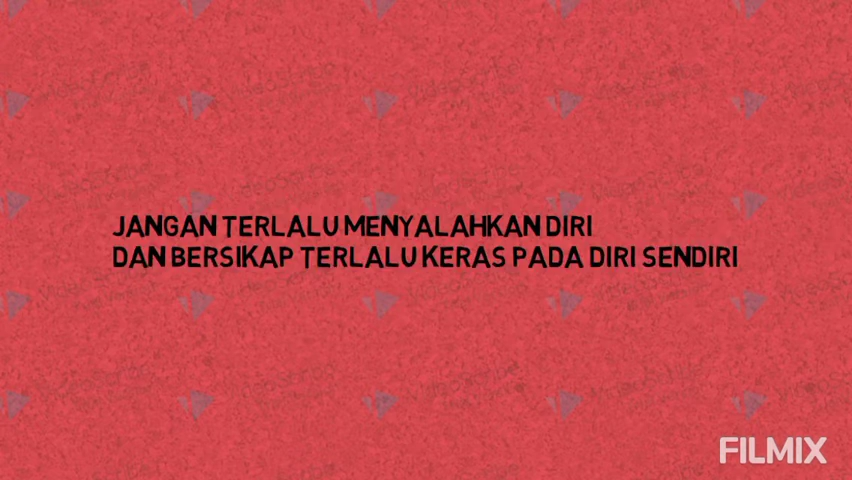 JANGAN TERLALU MENYALAHKAN DIRI
DAN BERSIKAP TERLALU KERAS PADA DIRI SENDIRI
FILMIX